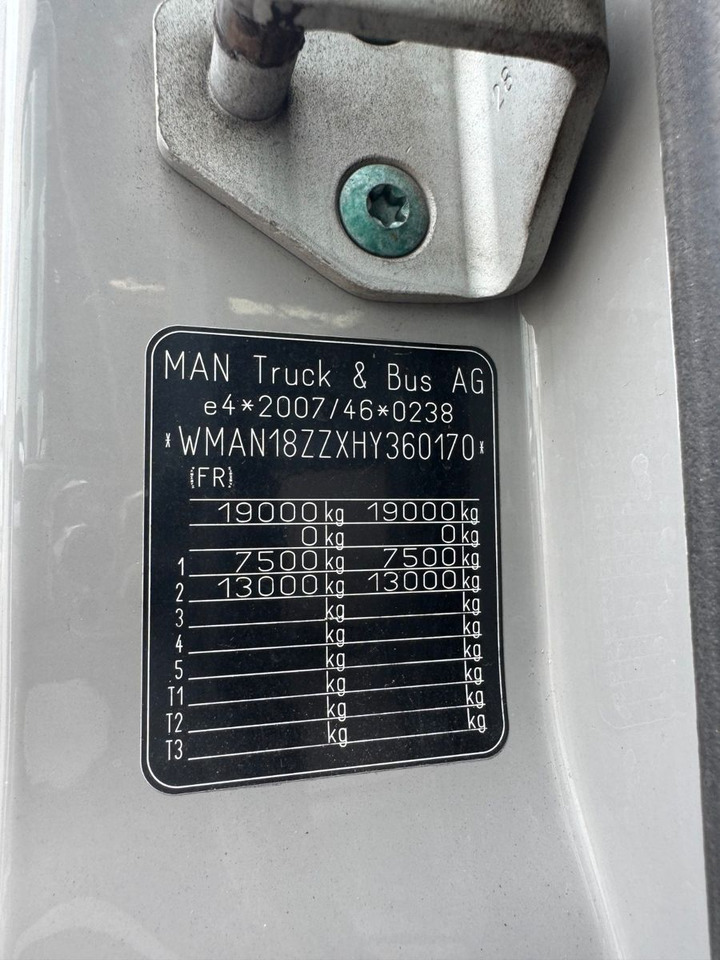 28
MAN Truck & Bus AG
e4*2007/46*0238
*WMAN18ZZXHY360170*
(FR)
19000 kg 19000 kg
0 kg 0 kg
1 7500 kg 7500 kg
2 13000 kg 13000 kg
3 kg kg
4 kg kg
5 kg kg
T1 kg kg
T2 kg kg
T3 kg kg